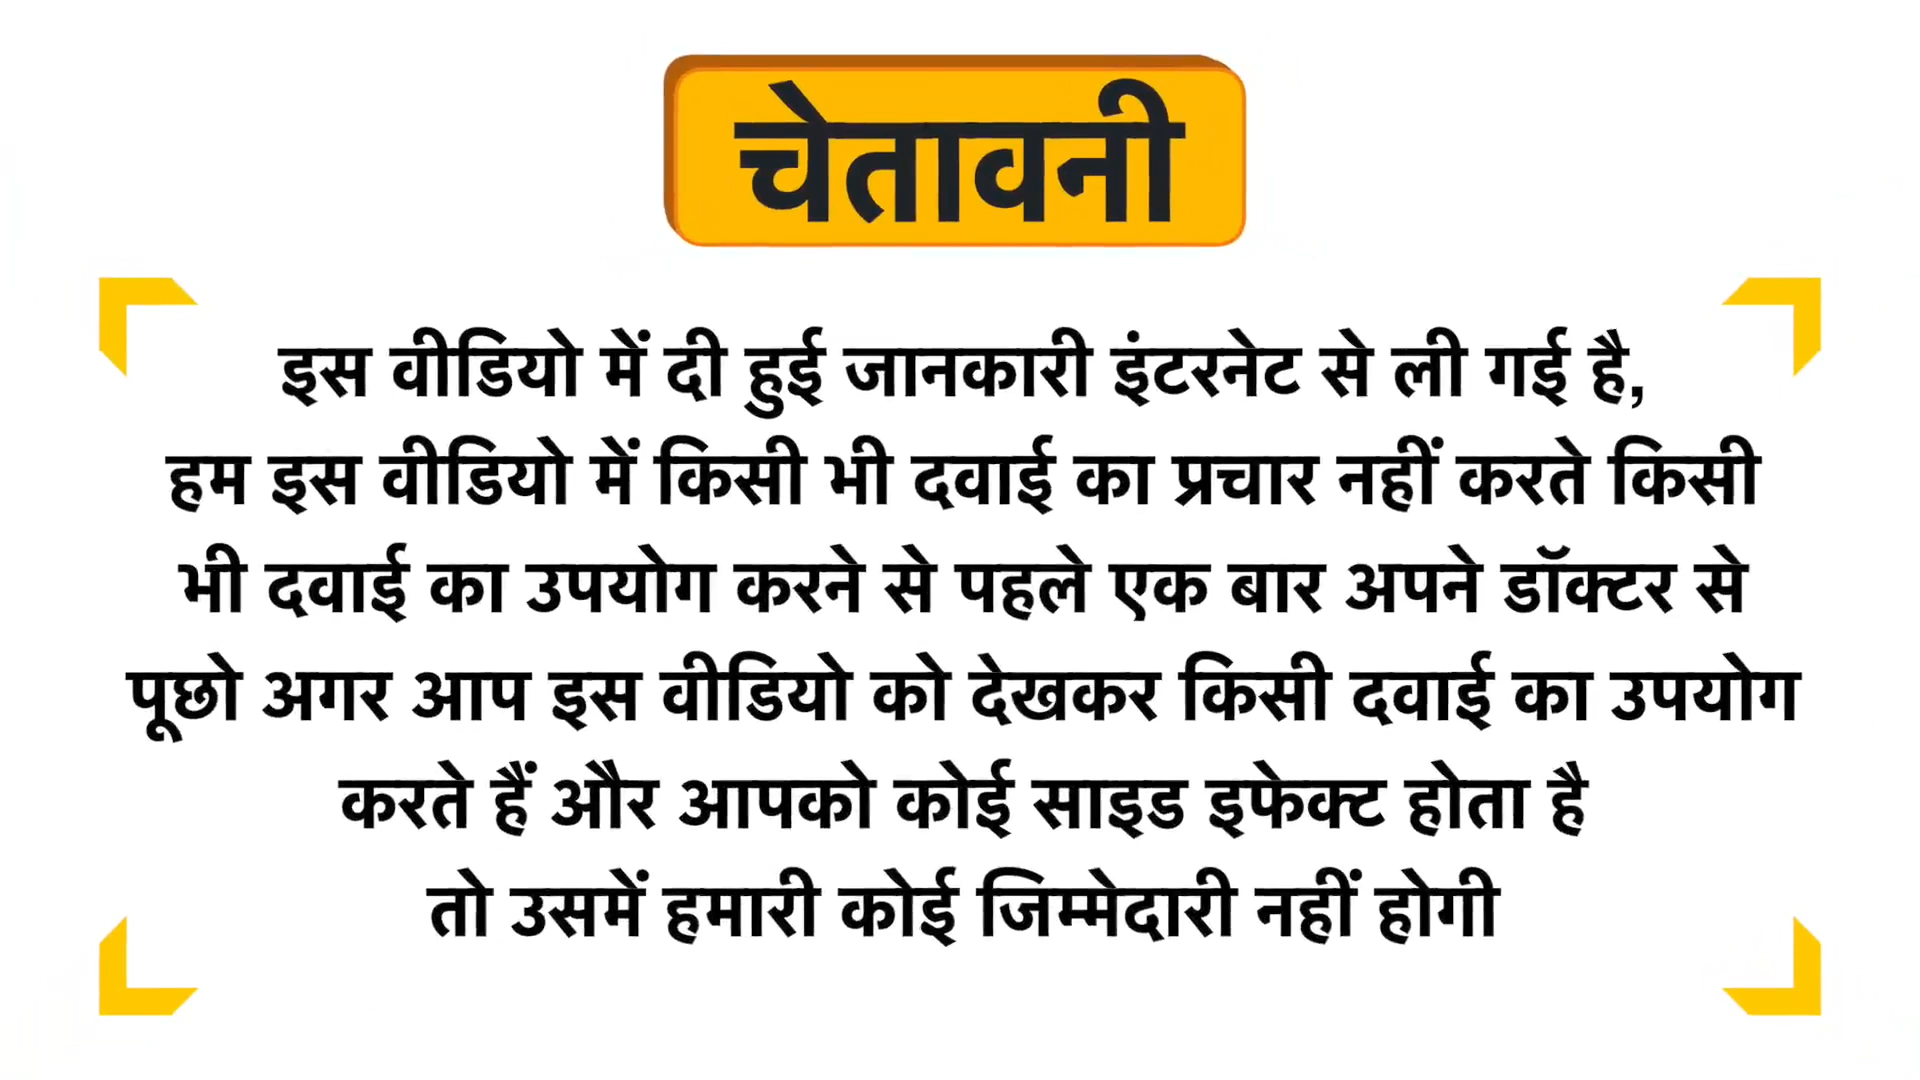 चेतावनी
इस वीडियो में दी हुई जानकारी इंटरनेट से ली गई है,
हम इस वीडियो में किसी भी दवाई का प्रचार नहीं करते किसी
भी दवाई का उपयोग करने से पहले एक बार अपने डॉक्टर से
पूछो अगर आप इस वीडियो को देखकर किसी दवाई का उपयोग
करते हैं और आपको कोई साइड इफेक्ट होता है
तो उसमें हमारी कोई जिम्मेदारी नहीं होगी